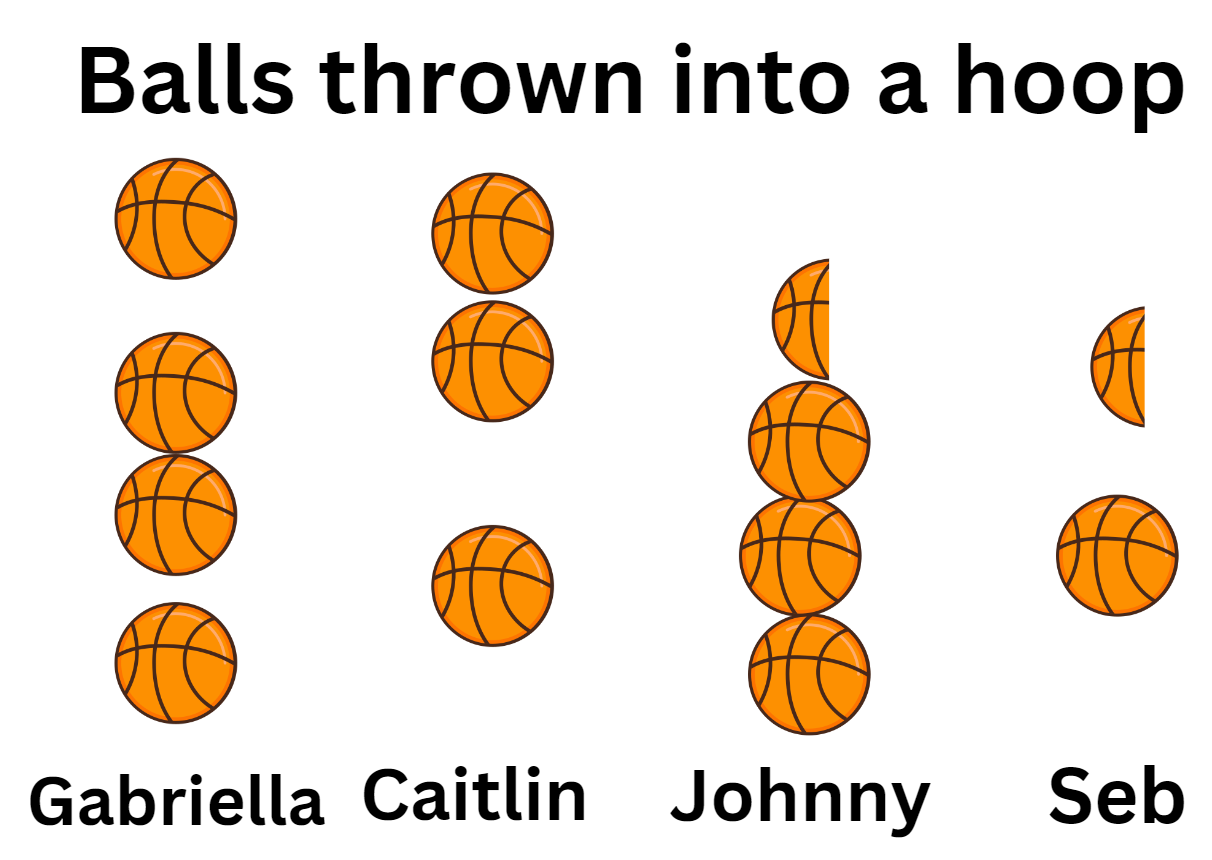 Balls thrown into a hoop
Gabriella Caitlin Johnny Seb